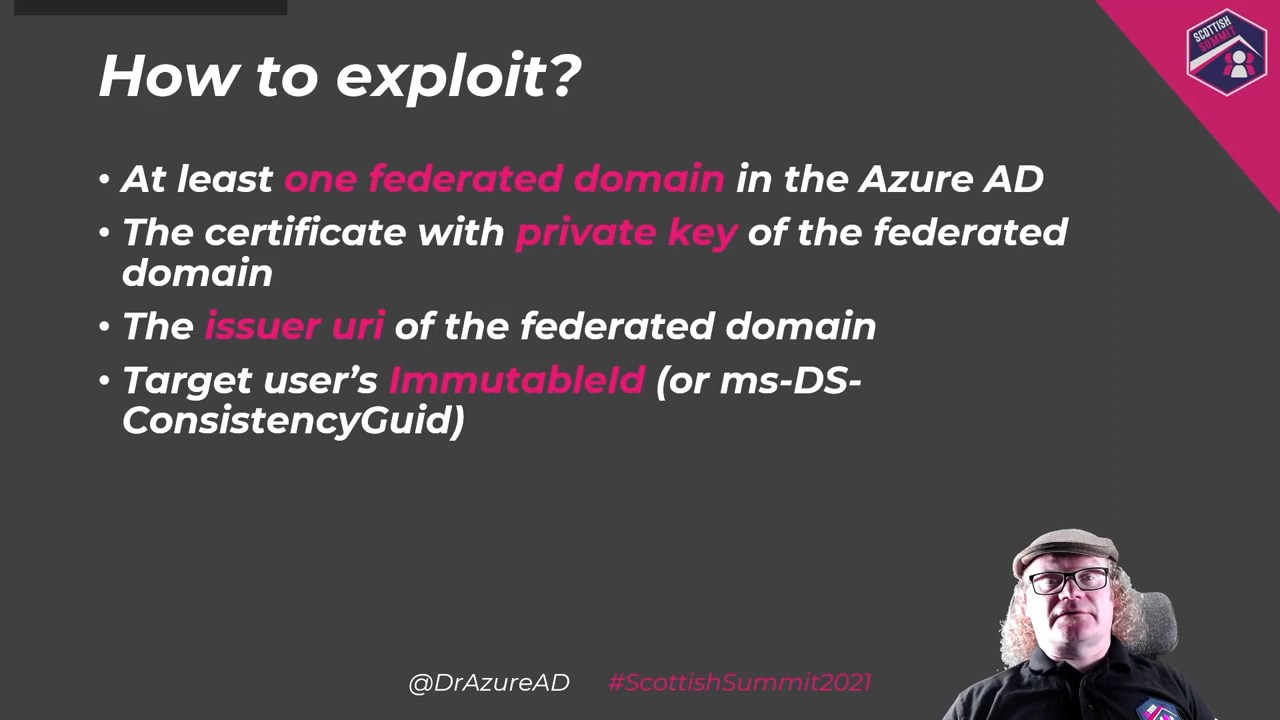 SCOTTISH
SUMMIT
How to exploit?
• At least one federated domain in the Azure AD
• The certificate with private key of the federated
domain
• The issuer uri of the federated domain
• Target user’s ImmutableId (or ms-DS-
ConsistencyGuid)
@DrAzureAD #ScottishSummit2021